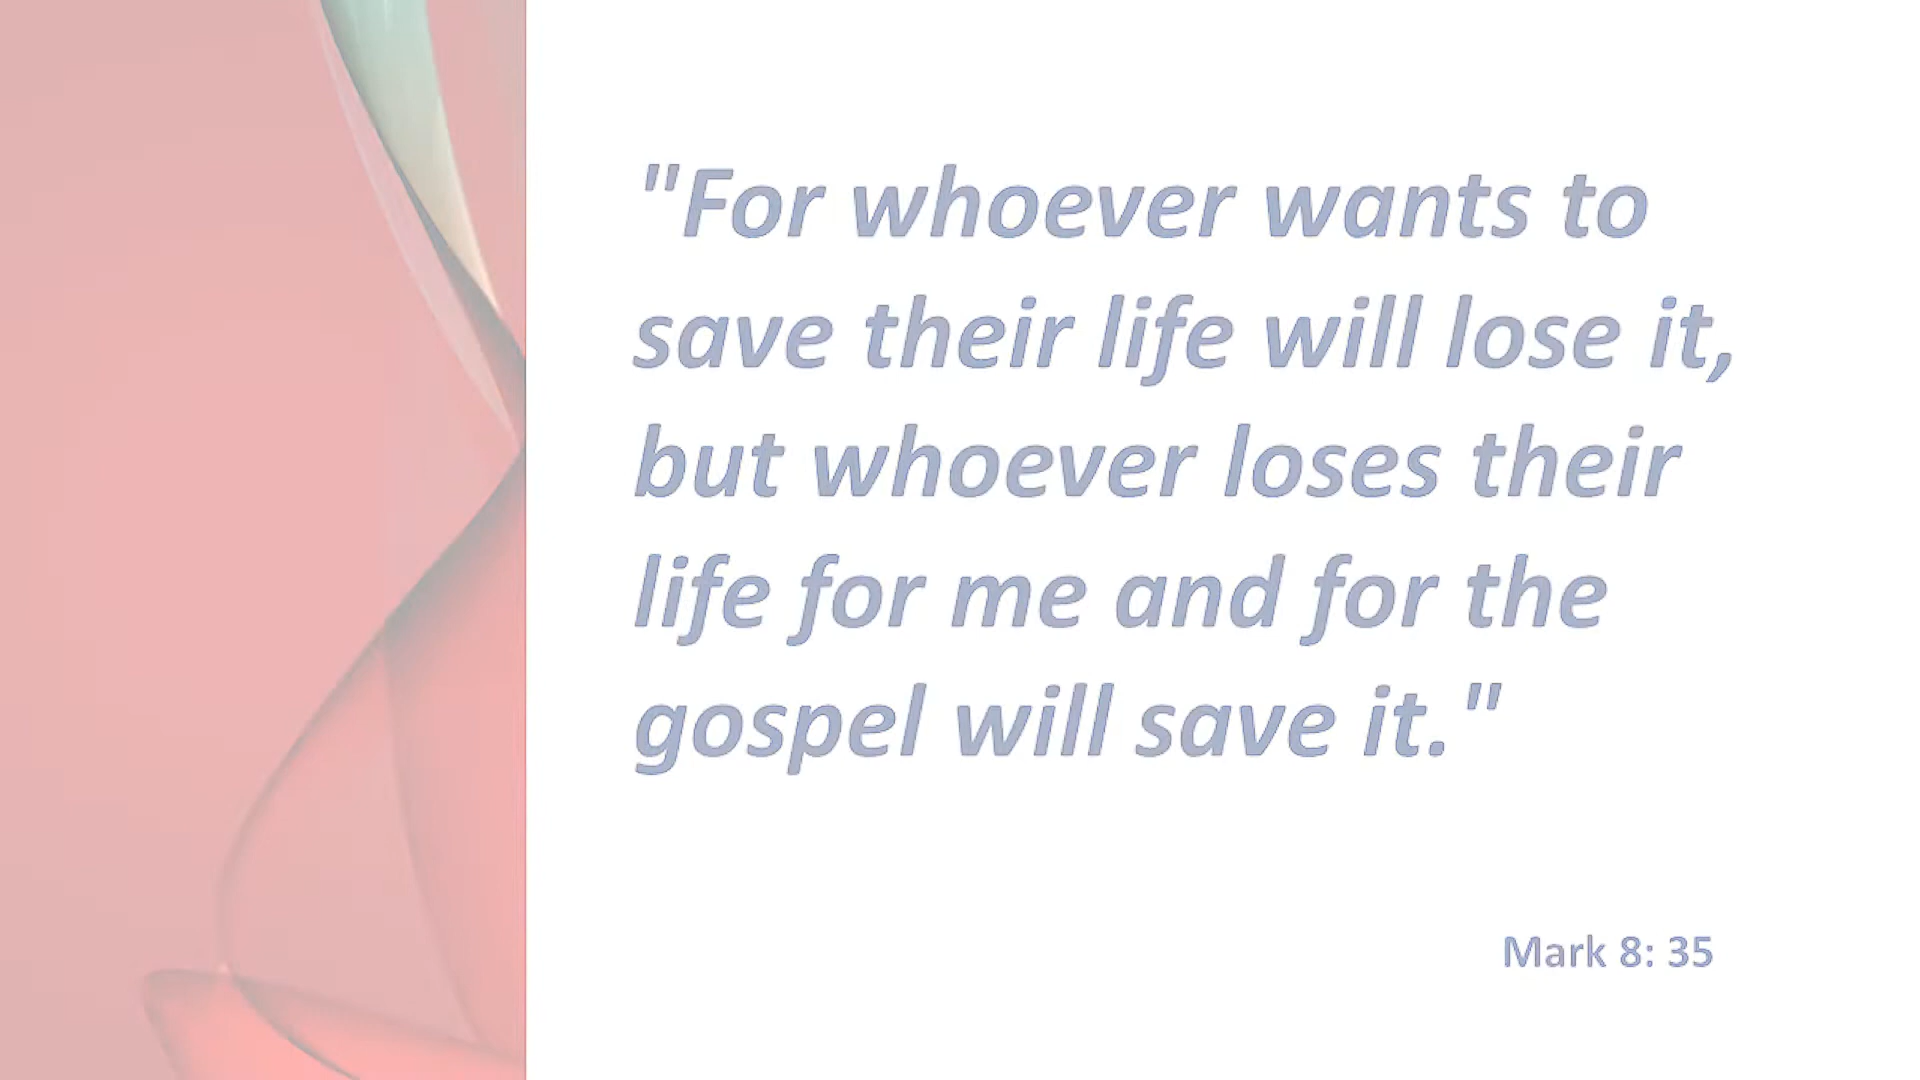 "For whoever wants to
save their life will lose it,
but whoever loses their
life for me and for the
gospel will save it."
Mark 8: 35